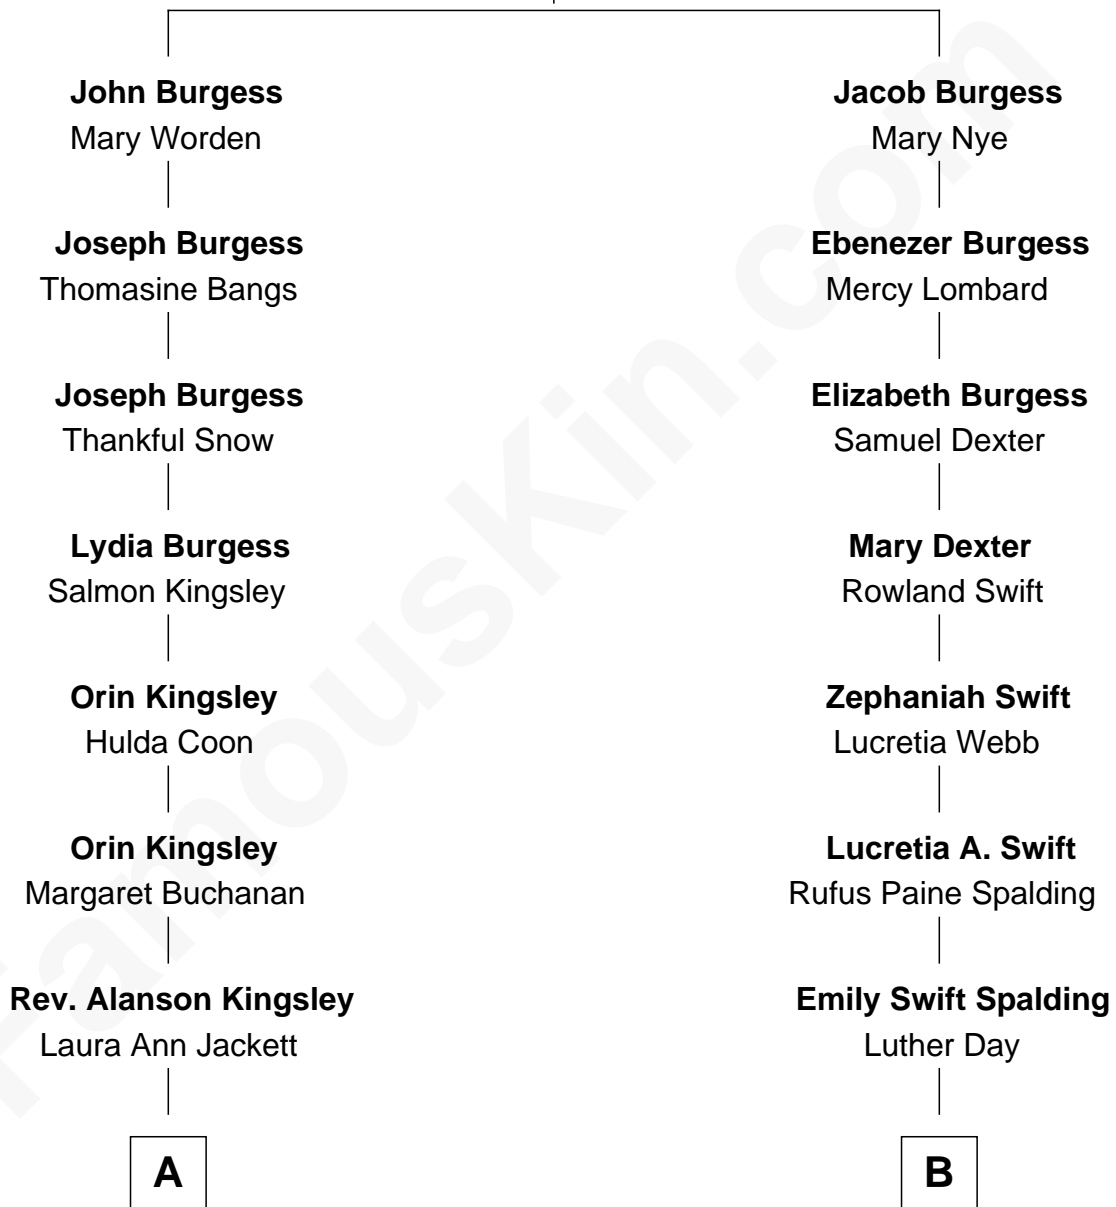 John Burgess
Mary Worden
Joseph Burgess
Thomasine Bangs
Joseph Burgess
Thankful Snow
Lydia Burgess
Salmon Kingsley
Orin Kingsley
Hulda Coon
Orin Kingsley
Margaret Buchanan
Rev. Alanson Kingsley
Laura Ann Jackett
A
Jacob Burgess
Mary Nye
Ebenezer Burgess
Mercy Lombard
Elizabeth Burgess
Samuel Dexter
Mary Dexter
Rowland Swift
Zephaniah Swift
Lucretia Webb
Lucretia A. Swift
Rufus Paine Spalding
Emily Swift Spalding
Luther Day
B
FamousKin.com